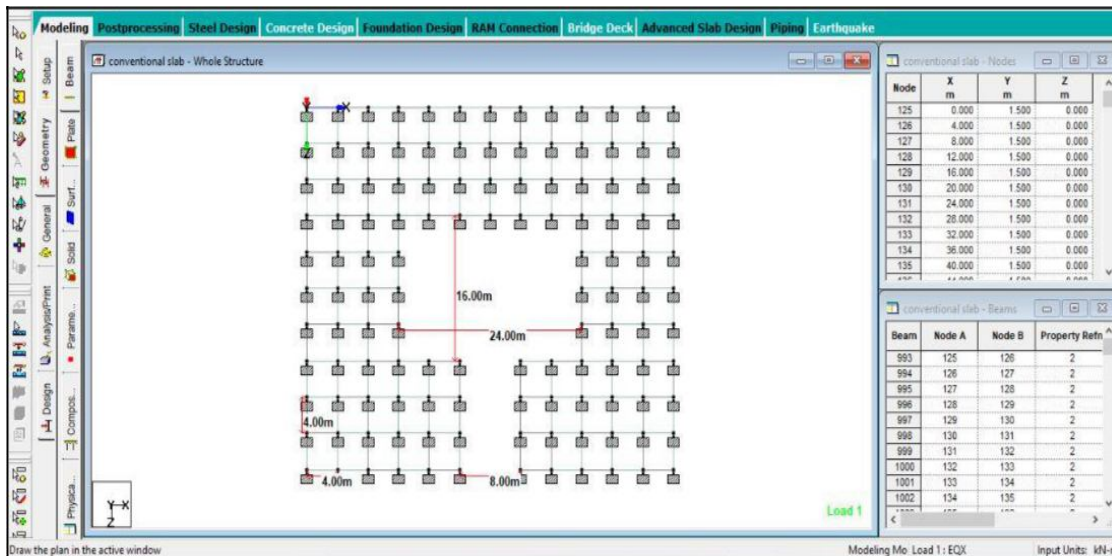 Modeling Postprocessing Steel Design Concrete Design Foundation Design RAM Connection Bridge Deck Advanced Slab Design Piping Earthquake
Setup
Geometry
General
Analysis/Print
Design
Beam
Plate
Surf...
Solid
Parame...
Compos...
Physica...
conventional slab - Whole Structure
Y X
Z
16.00m
24.00m
4.00m
4.00m
8.00m
Y X
Z
Load 1
conventional slab - Nodes
Node X m Y m Z m
125 0.000 1.500 0.000
126 4.000 1.500 0.000
127 8.000 1.500 0.000
128 12.000 1.500 0.000
129 16.000 1.500 0.000
130 20.000 1.500 0.000
131 24.000 1.500 0.000
132 28.000 1.500 0.000
133 32.000 1.500 0.000
134 36.000 1.500 0.000
135 40.000 1.500 0.000
conventional slab - Beams
Beam Node A Node B Property Refn
993 125 126 2
994 126 127 2
995 127 128 2
996 128 129 2
997 129 130 2
998 130 131 2
999 131 132 2
1000 132 133 2
1001 133 134 2
1002 134 135 2
Draw the plan in the active window
Modeling Mo Load 1 : EQX Input Units: kN-